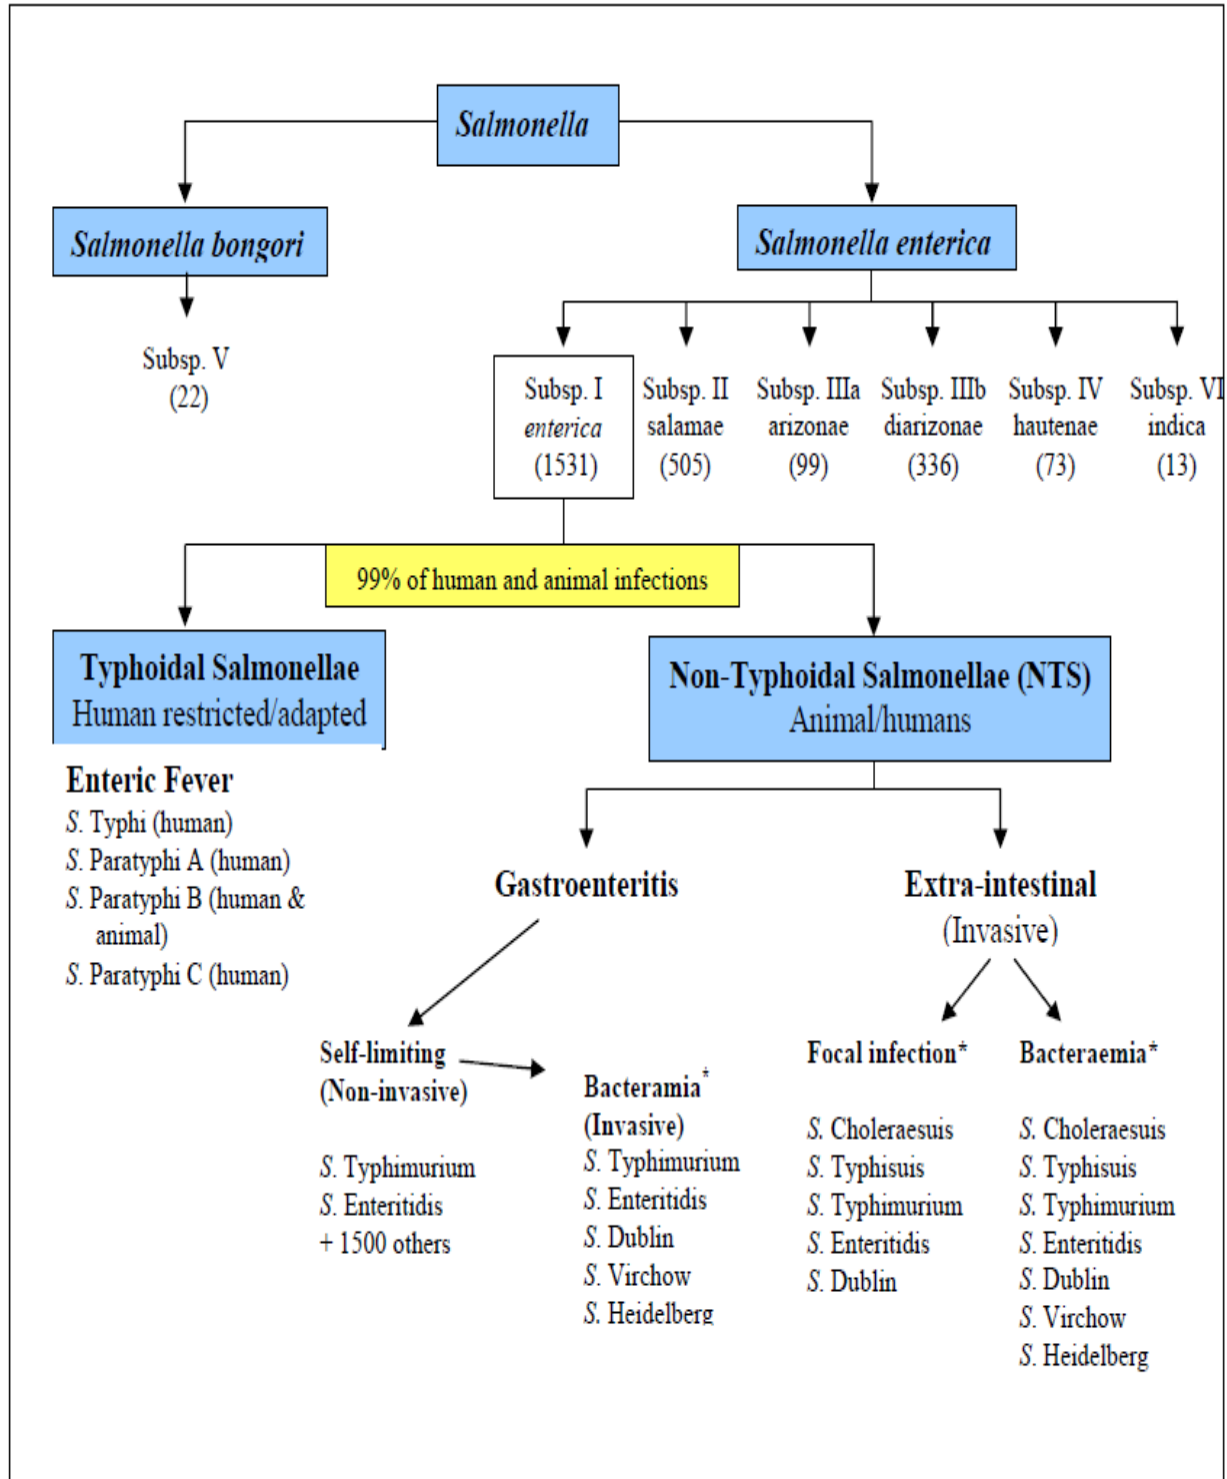 Salmonella
Salmonella bongori
Salmonella enterica
Subsp. V
(22)
Subsp. I
enterica
(1531)
Subsp. II
salamae
(505)
Subsp. IIIa
arizonae
(99)
Subsp. IIIb
diarizonae
(336)
Subsp. IV
hautenae
(73)
Subsp. VI
indica
(13)
99% of human and animal infections
Typhoidal Salmonellae
Human restricted/adapted
Non-Typhoidal Salmonellae (NTS)
Animal/humans
Enteric Fever
S. Typhi (human)
S. Paratyphi A (human)
S. Paratyphi B (human &
animal)
S. Paratyphi C (human)
Gastroenteritis
Extra-intestinal
(Invasive)
Self-limiting
(Non-invasive)
S. Typhimurium
S. Enteritidis
+ 1500 others
Bacteramia*
(Invasive)
S. Typhimurium
S. Enteritidis
S. Dublin
S. Virchow
S. Heidelberg
Focal infection*
S. Choleraesuis
S. Typhisuis
S. Typhimurium
S. Enteritidis
S. Dublin
Bacteraemia*
S. Choleraesuis
S. Typhisuis
S. Typhimurium
S. Enteritidis
S. Dublin
S. Virchow
S. Heidelberg